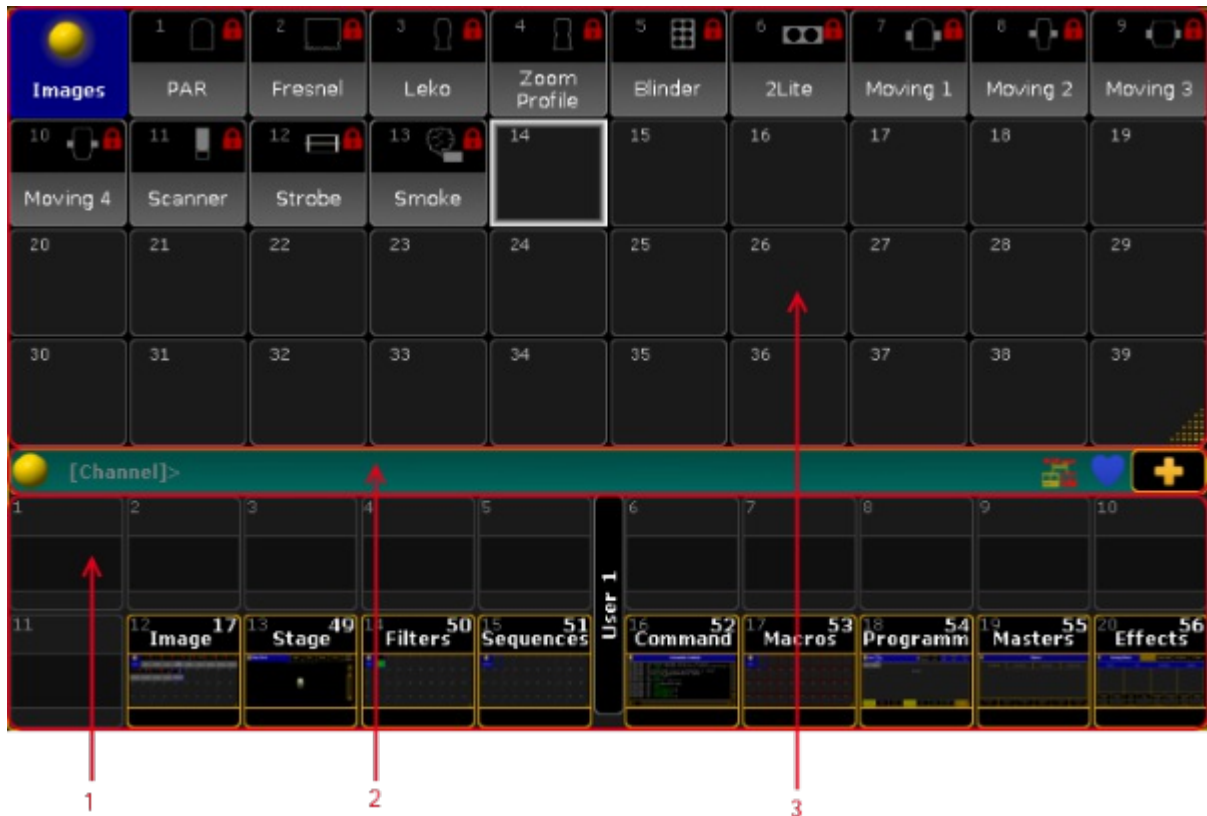 1 2 3 4 5 6 7 8 9
Images PAR Fresnel Leko Zoom Profile Blinder 2Lite Moving 1 Moving 2 Moving 3
10 11 12 13 14 15 16 17 18 19
Moving 4 Scanner Strobe Smoke
20 21 22 23 24 25 26 27 28 29
30 31 32 33 34 35 36 37 38 39
[Channel]>
1 2 3 4 5 6 7 8 9 10
User 1
11 12 Image 17 13 Stage 49 14 Filters 50 15 Sequences 51 16 Command 52 17 Macros 53 18 Programm 54 19 Masters 55 20 Effects 56
1 2 3